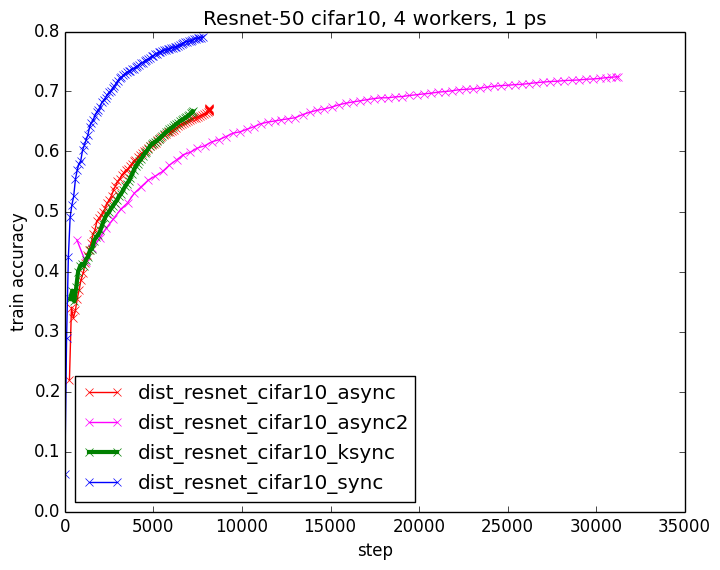 Resnet-50 cifar10, 4 workers, 1 ps
0.8
0.7
0.6
0.5
0.4
0.3
0.2
0.1
0.0
train accuracy
dist_resnet_cifar10_async
dist_resnet_cifar10_async2
dist_resnet_cifar10_ksync
dist_resnet_cifar10_sync
0 5000 10000 15000 20000 25000 30000 35000
step